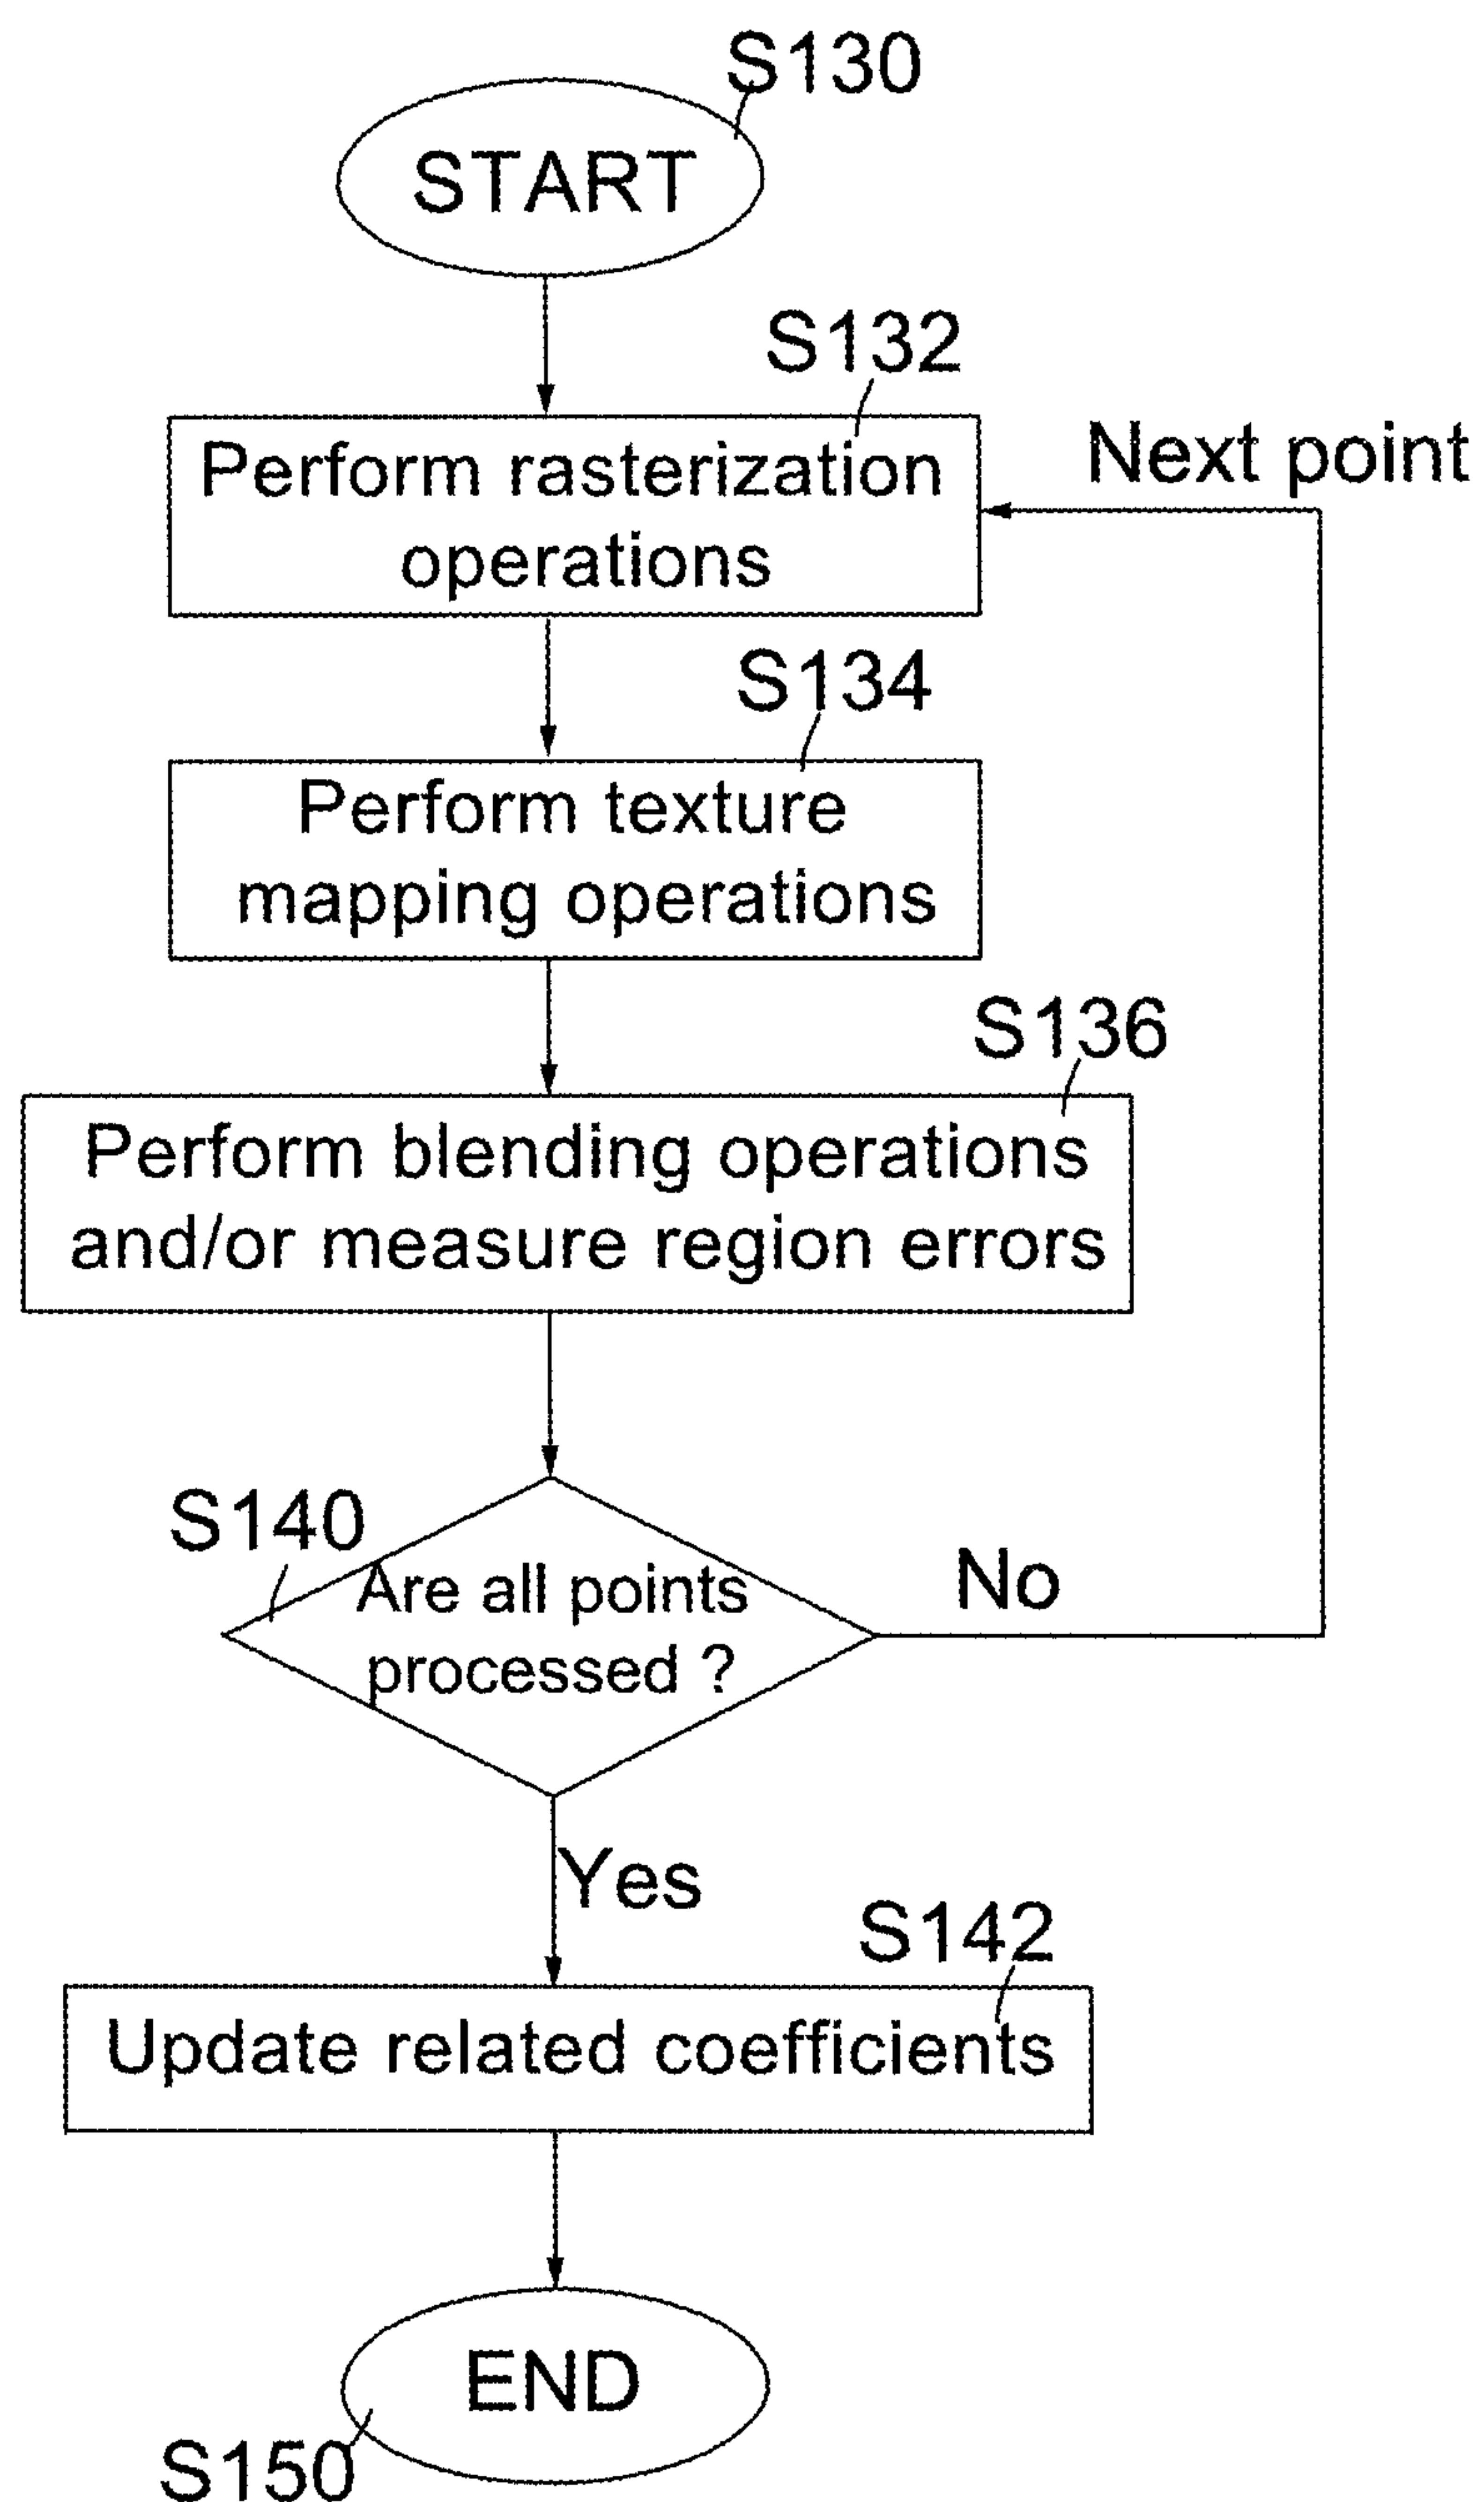 S130
START
S132
Perform rasterization
operations
Next point
S134
Perform texture
mapping operations
S136
Perform blending operations
and/or measure region errors
S140
Are all points
processed ?
No
Yes
S142
Update related coefficients
END
S150